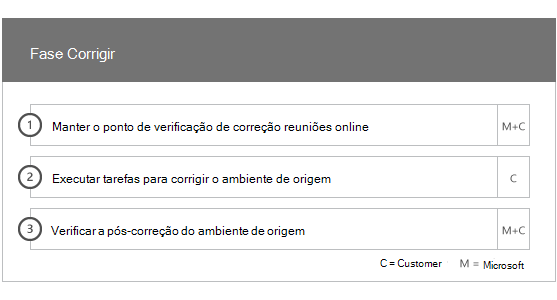 Fase Corrigir
1 Manter o ponto de verificação de correção reuniões online M+C
2 Executar tarefas para corrigir o ambiente de origem C
3 Verificar a pós-correção do ambiente de origem M+C
C = Customer M = Microsoft